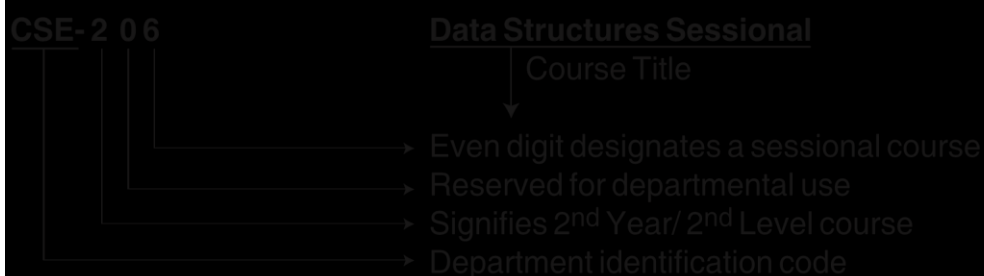 CSE- 2 0 6 Data Structures Sessional
Course Title
Even digit designates a sessional course
Reserved for departmental use
Signifies 2nd Year/ 2nd Level course
Department identification code